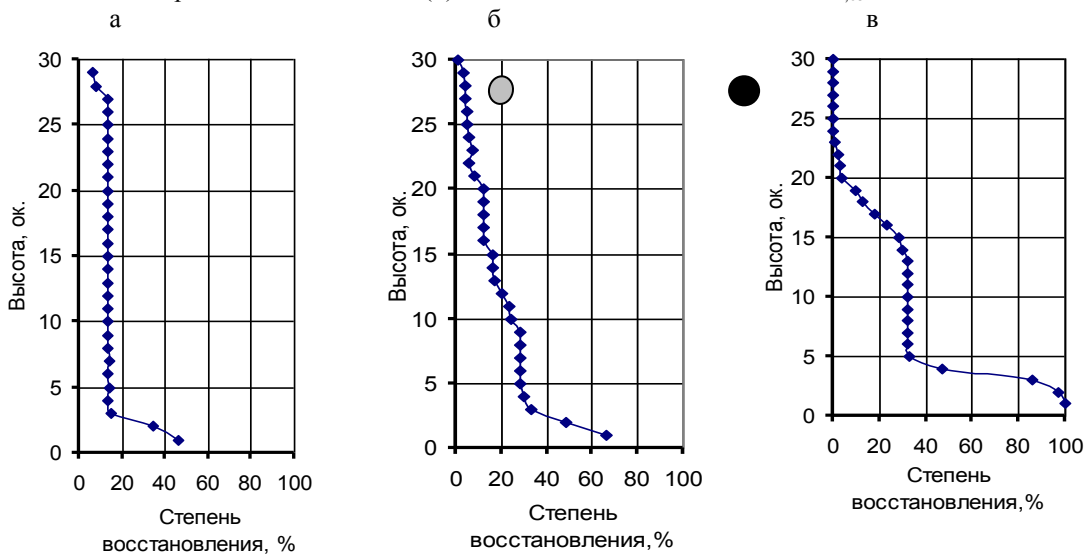 а б в
30 30 30
25 25 25
20 20 20
15 15 15
10 10 10
5 5 5
0 0 0
Высота, ок. Высота, ок. Высота, ок.
0 20 40 60 80 100 0 20 40 60 80 100 0 20 40 60 80 100
Степень Степень Степень
восстановления, % восстановления,% восстановления,%